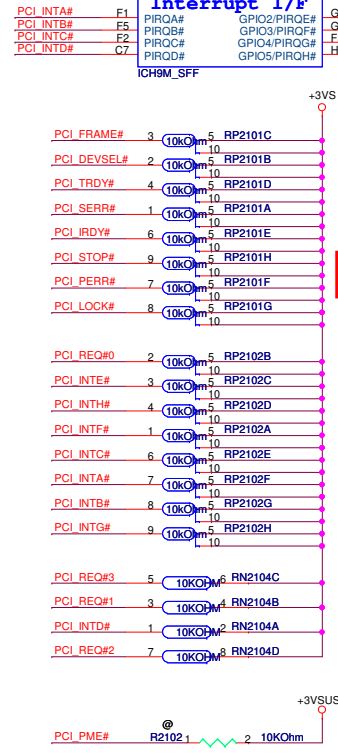 Interrupt I/F
PCI_INTA# F1 PIRQA# GPIO2/PIRQE# G
PCI_INTB# F5 PIRQB# GPIO3/PIRQF# G
PCI_INTC# F2 PIRQC# GPIO4/PIRQG# F
PCI_INTD# C7 PIRQD# GPIO5/PIRQH# H
ICH9M_SFF
+3VS
PCI_FRAME# 3 10kOhm 5 RP2101C
10
PCI_DEVSEL# 2 10kOhm 5 RP2101B
10
PCI_TRDY# 4 10kOhm 5 RP2101D
10
PCI_SERR# 1 10kOhm 5 RP2101A
10
PCI_IRDY# 6 10kOhm 5 RP2101E
10
PCI_STOP# 9 10kOhm 5 RP2101H
10
PCI_PERR# 7 10kOhm 5 RP2101F
10
PCI_LOCK# 8 10kOhm 5 RP2101G
10
PCI_REQ#0 2 10kOhm 5 RP2102B
10
PCI_INTE# 3 10kOhm 5 RP2102C
10
PCI_INTH# 4 10kOhm 5 RP2102D
10
PCI_INTF# 1 10kOhm 5 RP2102A
10
PCI_INTC# 6 10kOhm 5 RP2102E
10
PCI_INTA# 7 10kOhm 5 RP2102F
10
PCI_INTB# 8 10kOhm 5 RP2102G
10
PCI_INTG# 9 10kOhm 5 RP2102H
10
PCI_REQ#3 5 10KOHM 6 RN2104C
PCI_REQ#1 3 10KOHM 4 RN2104B
PCI_INTD# 1 10KOHM 2 RN2104A
PCI_REQ#2 7 10KOHM 8 RN2104D
+3VSUS
@
PCI_PME# R2102 1 2 10KOhm